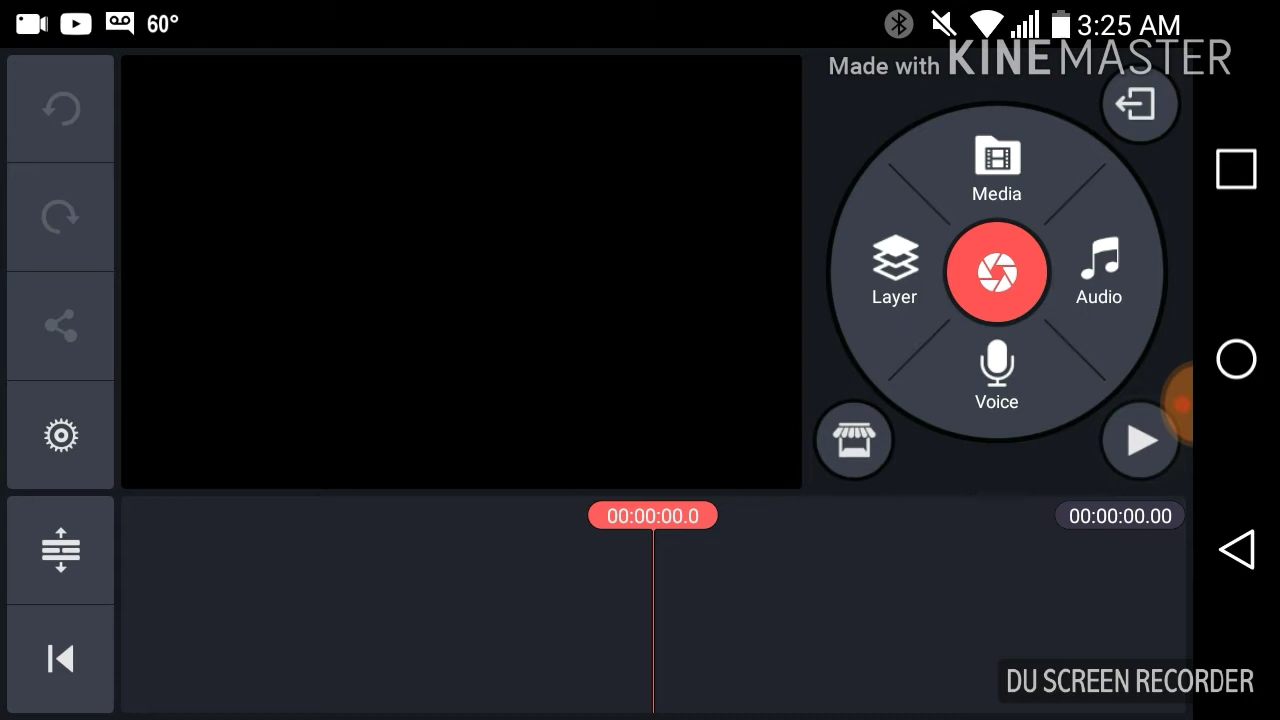 60°
3:25 AM
Made with KINEMASTER
Media
Layer
Audio
Voice
00:00:00.0
00:00:00.00
DU SCREEN RECORDER